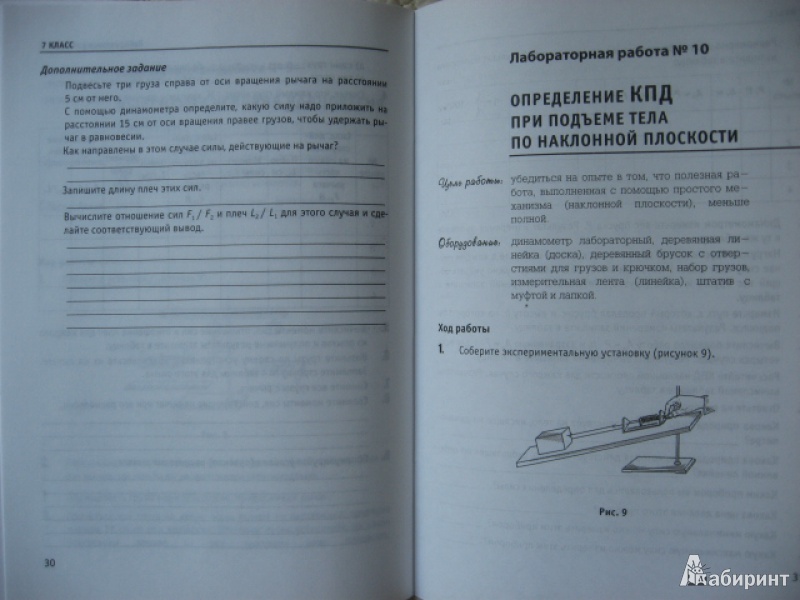 7 КЛАСС
Дополнительное задание
Подвесьте три груза справа от оси вращения рычага на расстоянии
5 см от него.
С помощью динамометра определите, какую силу надо приложить на
расстоянии 15 см от оси вращения правее грузов, чтобы удержать ры-
чаг в равновесии.
Как направлены в этом случае силы, действующие на рычаг?
Запишите длину плеч этих сил.
Вычислите отношение сил F₁ / F₂ и плеч L₂ / L₁ для этого случая и сде-
лайте соответствующий вывод.
30
Лабораторная работа № 10
ОПРЕДЕЛЕНИЕ КПД
ПРИ ПОДЪЕМЕ ТЕЛА
ПО НАКЛОННОЙ ПЛОСКОСТИ
Цель работы: убедиться на опыте в том, что полезная ра-
бота, выполненная с помощью простого ме-
ханизма (наклонной плоскости), меньше
полной.
Оборудование: динамометр лабораторный, деревянная ли-
нейка (доска), деревянный брусок с отвер-
стиями для грузов и крючком, набор грузов,
измерительная лента (линейка), штатив с
муфтой и лапкой.
Ход работы
1. Соберите экспериментальную установку (рисунок 9).
Рис. 9
3
Лабиринт